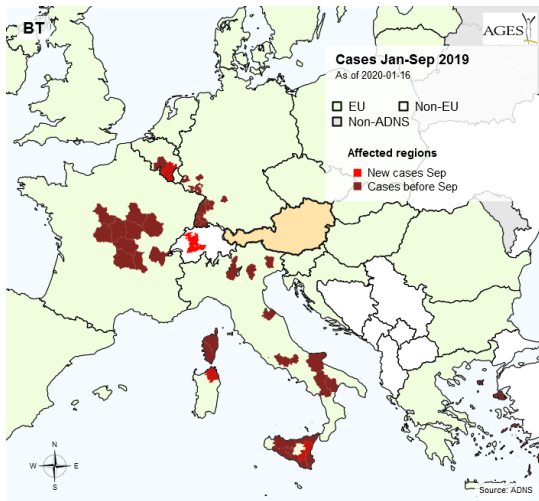 BT
AGES
Cases Jan-Sep 2019
As of 2020-01-16
EU Non-EU
Non-ADNS
Affected regions
New cases Sep
Cases before Sep
N
W E
S
Source: ADNS